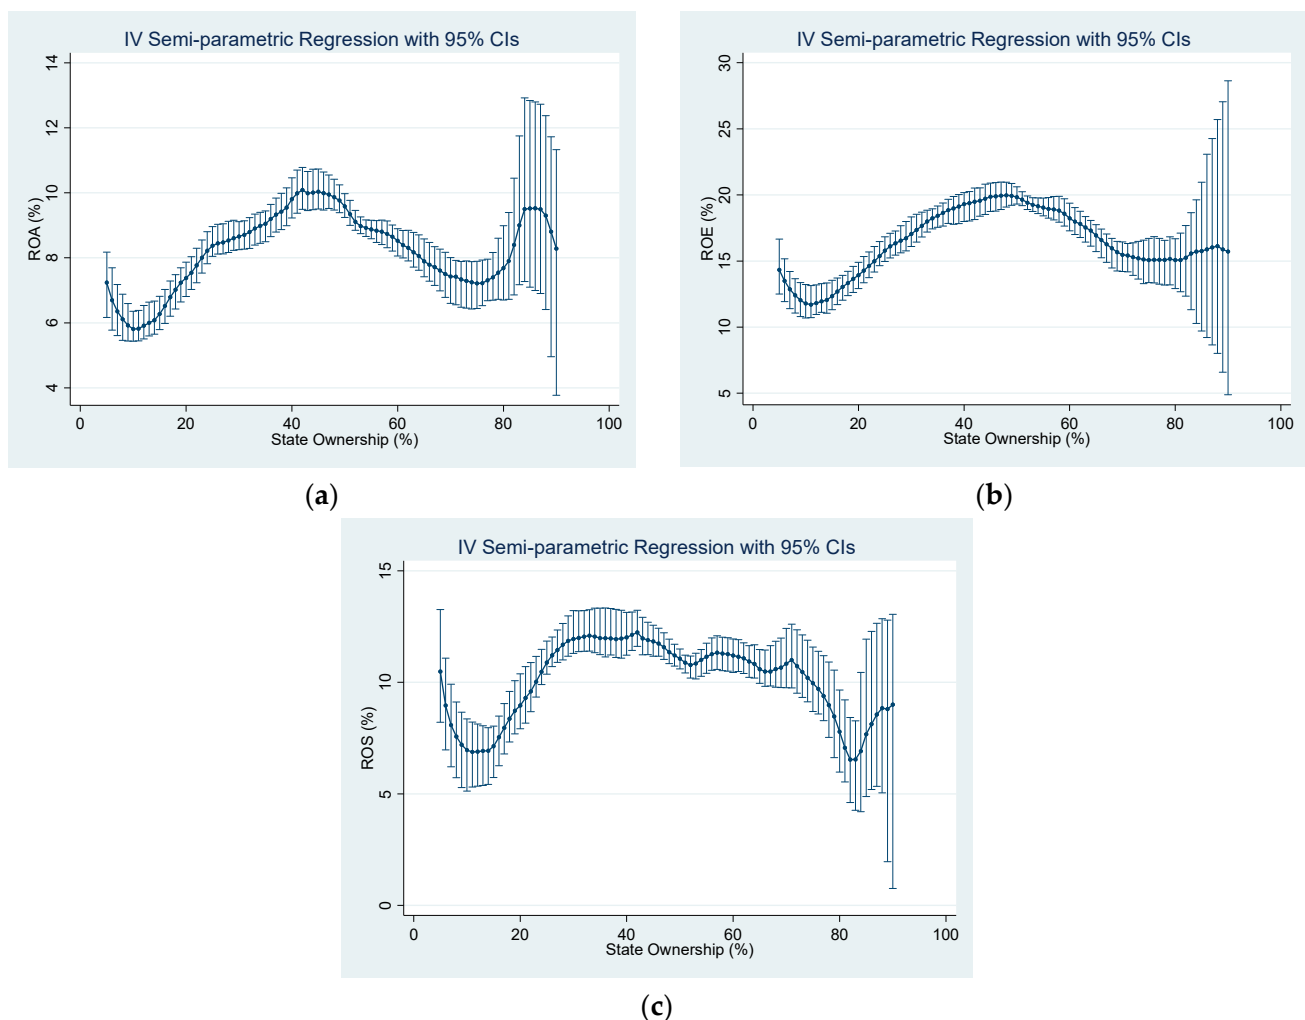 IV Semi-parametric Regression with 95% CIs
14
12
10
8
6
4
ROA (%)
0 20 40 60 80 100
State Ownership (%)
(a)
IV Semi-parametric Regression with 95% CIs
30
25
20
15
10
5
ROE (%)
0 20 40 60 80 100
State Ownership (%)
(b)
IV Semi-parametric Regression with 95% CIs
15
10
5
0
ROS (%)
0 20 40 60 80 100
State Ownership (%)
(c)